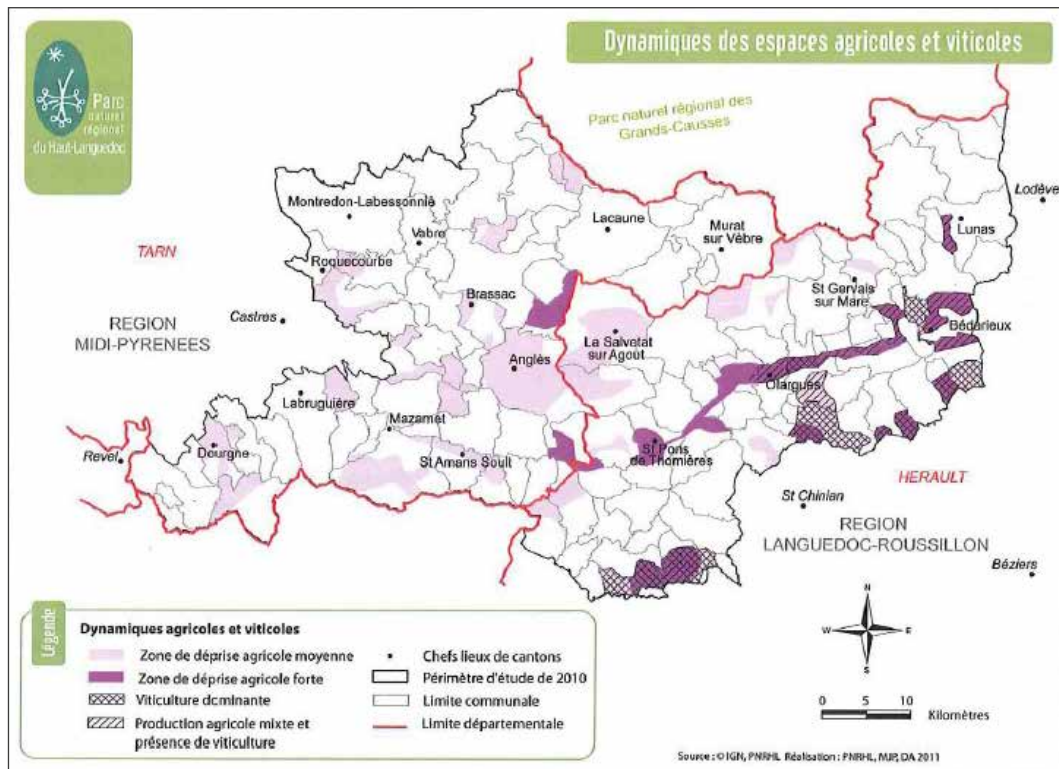 Parc
naturel
régional
du Haut-Languedoc
Dynamiques des espaces agricoles et viticoles
Parc naturel régional des
Grands-Causses
Lodève
Montredon-Labessonnié
Lacaune
Murat
sur Vèbre
Lunas
Vabre
TARN
Roquecourbe
St Gervais
sur Mare
Brassac
Castres
REGION
MIDI-PYRENEES
Bédarieux
La Salvetat
sur Agoût
Anglès
Olargues
Labruguière
Mazamet
Dourgne
St Pons
de Thomières
Revel
St Amans Soult
HERAULT
St Chinian
REGION
LANGUEDOC-ROUSSILLON
Béziers
Légende
Dynamiques agricoles et viticoles
Zone de déprise agricole moyenne
Zone de déprise agricole forte
Viticulture dominante
Production agricole mixte et
présence de viticulture
Chefs lieux de cantons
Périmètre d'étude de 2010
Limite communale
Limite départementale
N
W
E
S
0 5 10
Kilomètres
Source : © IGN, PNRHL Réalisation : PNRHL, MJP, DA 2011